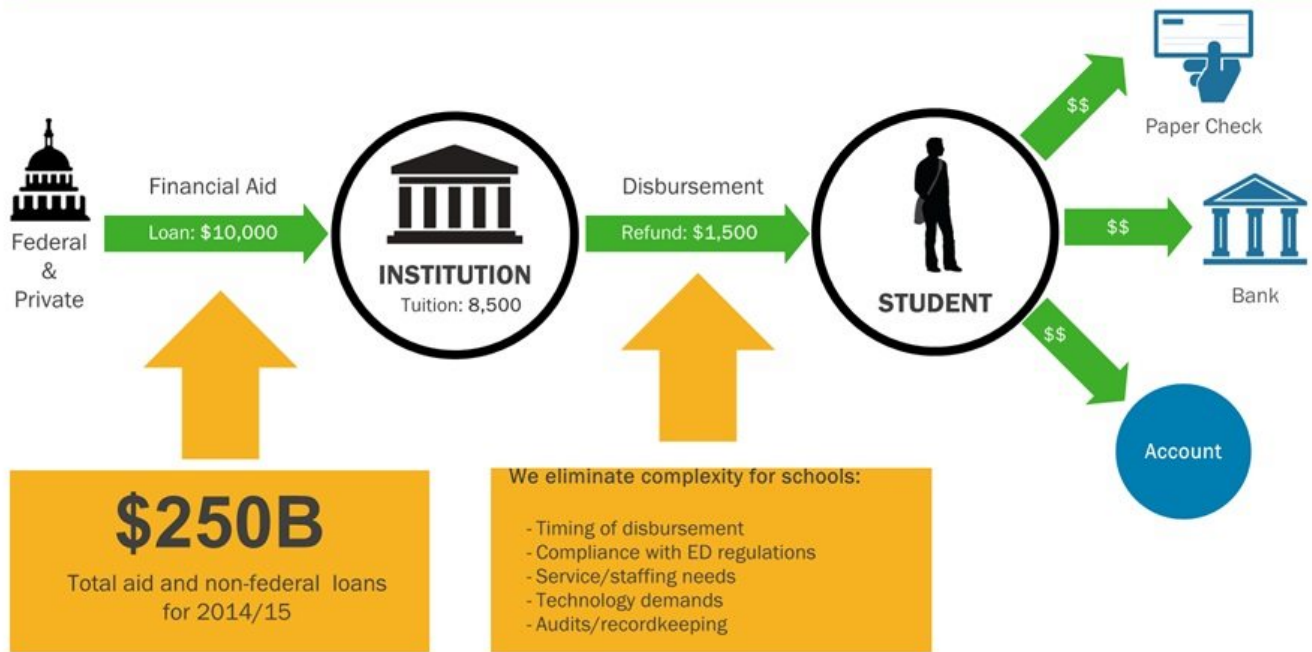 Federal
&
Private
Financial Aid
Loan: $10,000
INSTITUTION
Tuition: 8,500
Disbursement
Refund: $1,500
STUDENT
$$
Paper Check
$$
Bank
$$
Account
$250B
Total aid and non-federal loans
for 2014/15
We eliminate complexity for schools:
- Timing of disbursement
- Compliance with ED regulations
- Service/staffing needs
- Technology demands
- Audits/recordkeeping